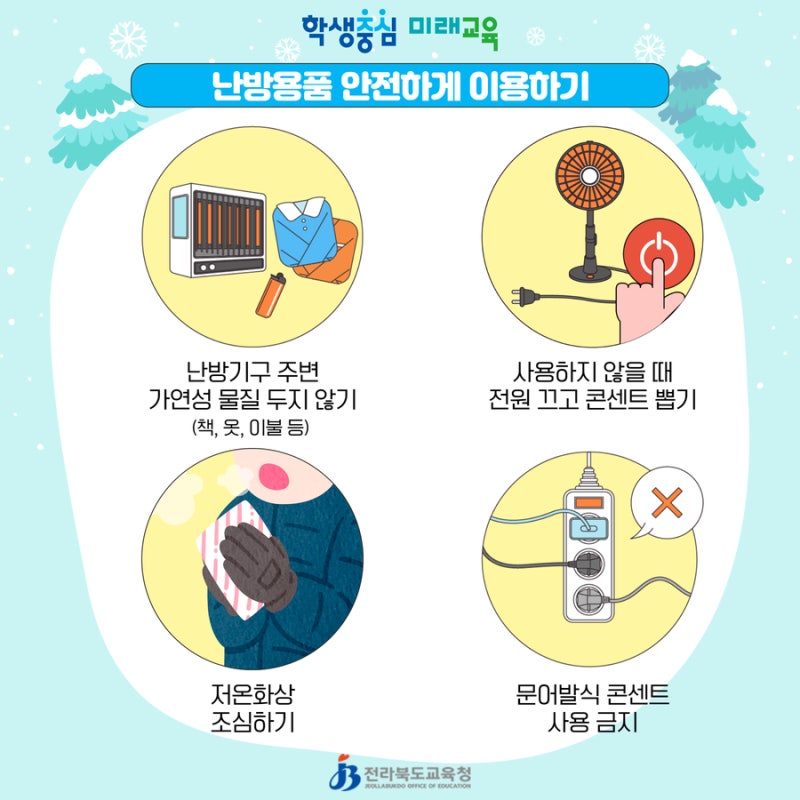 학생중심 미래교육
난방용품 안전하게 이용하기
난방기구 주변
가연성 물질 두지 않기
(책, 옷, 이불 등)
사용하지 않을 때
전원 끄고 콘센트 뽑기
저온화상
조심하기
문어발식 콘센트
사용 금지
전라북도교육청
JEOLLABUKDO OFFICE OF EDUCATION